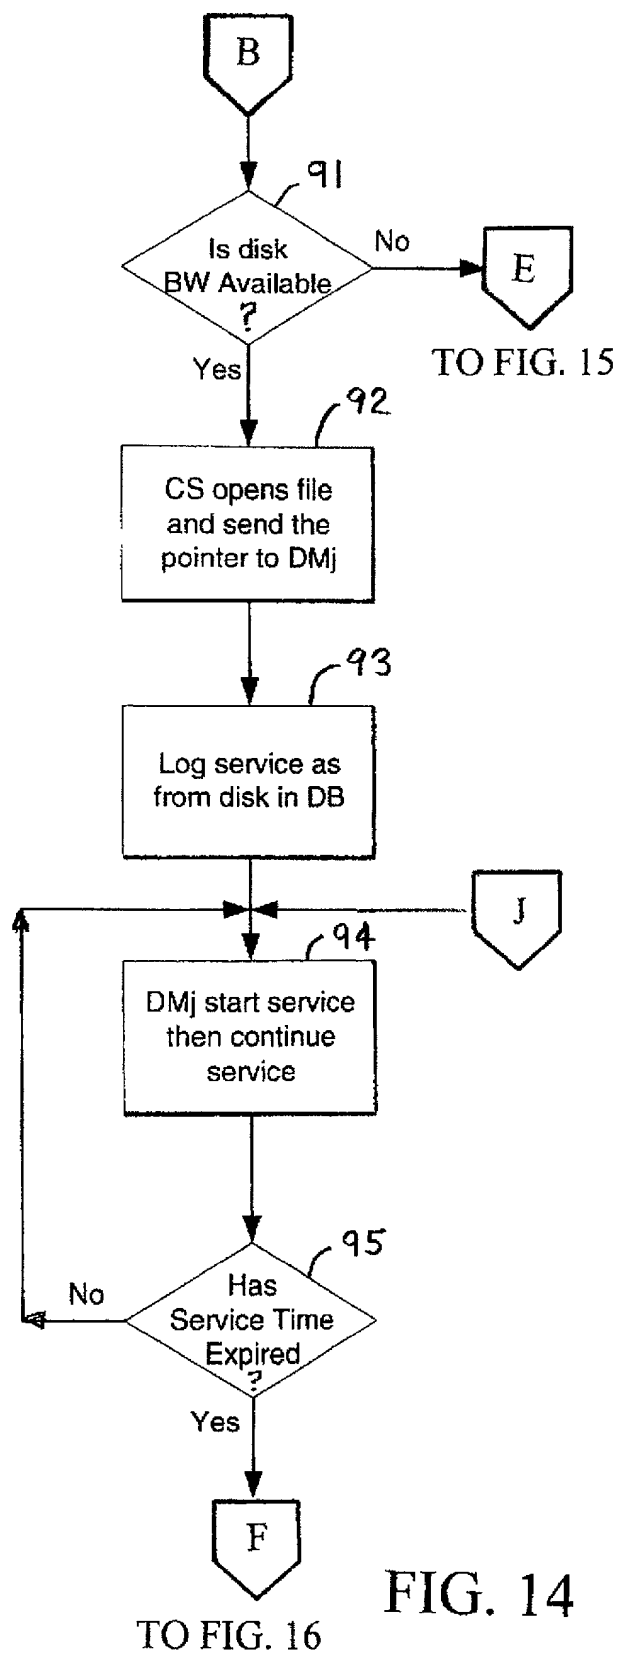 B
91
Is disk
BW Available
?
No
E
TO FIG. 15
Yes
92
CS opens file
and send the
pointer to DMj
93
Log service as
from disk in DB
J
94
DMj start service
then continue
service
95
Has
Service Time
Expired
?
No
Yes
F
TO FIG. 16
FIG. 14